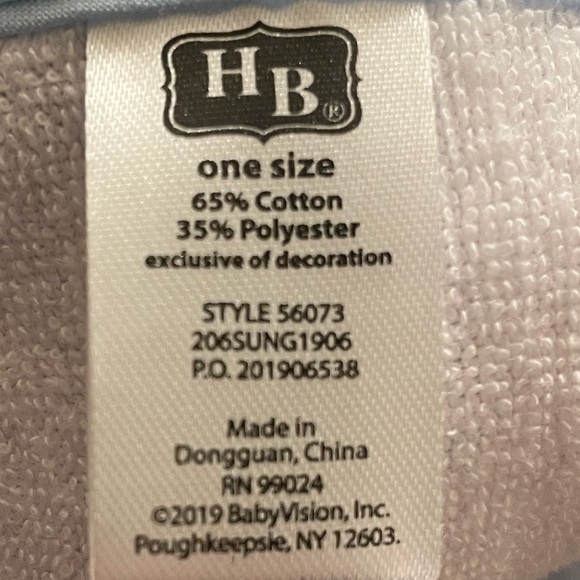 HB®
one size
65% Cotton
35% Polyester
exclusive of decoration
STYLE 56073
206SUNG1906
P.O. 201906538
Made in
Dongguan, China
RN 99024
©2019 BabyVision, Inc.
Poughkeepsie, NY 12603.